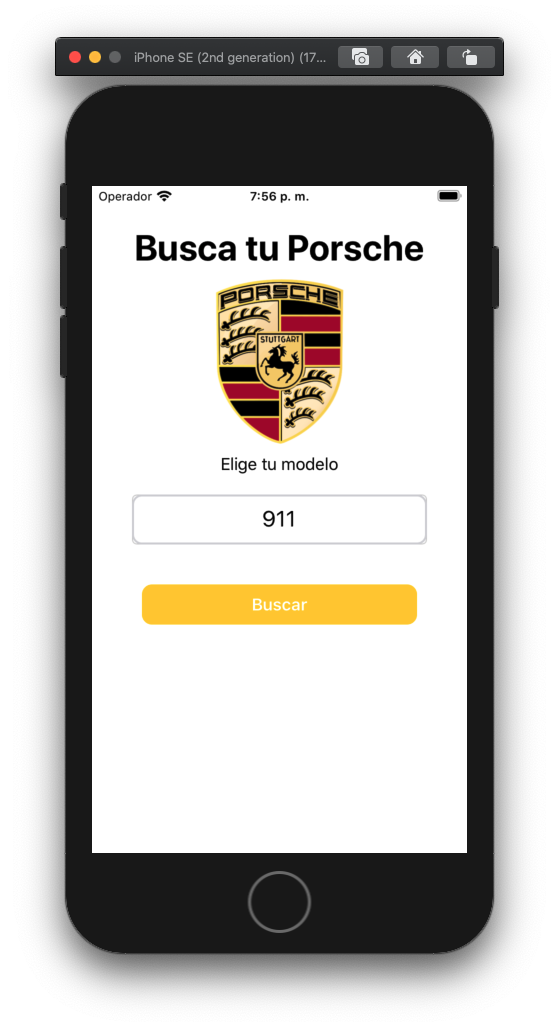 iPhone SE (2nd generation) (17...
Operador
7:56 p. m.
Busca tu Porsche
PORSCHE
STUTTGART
Elige tu modelo
911
Buscar